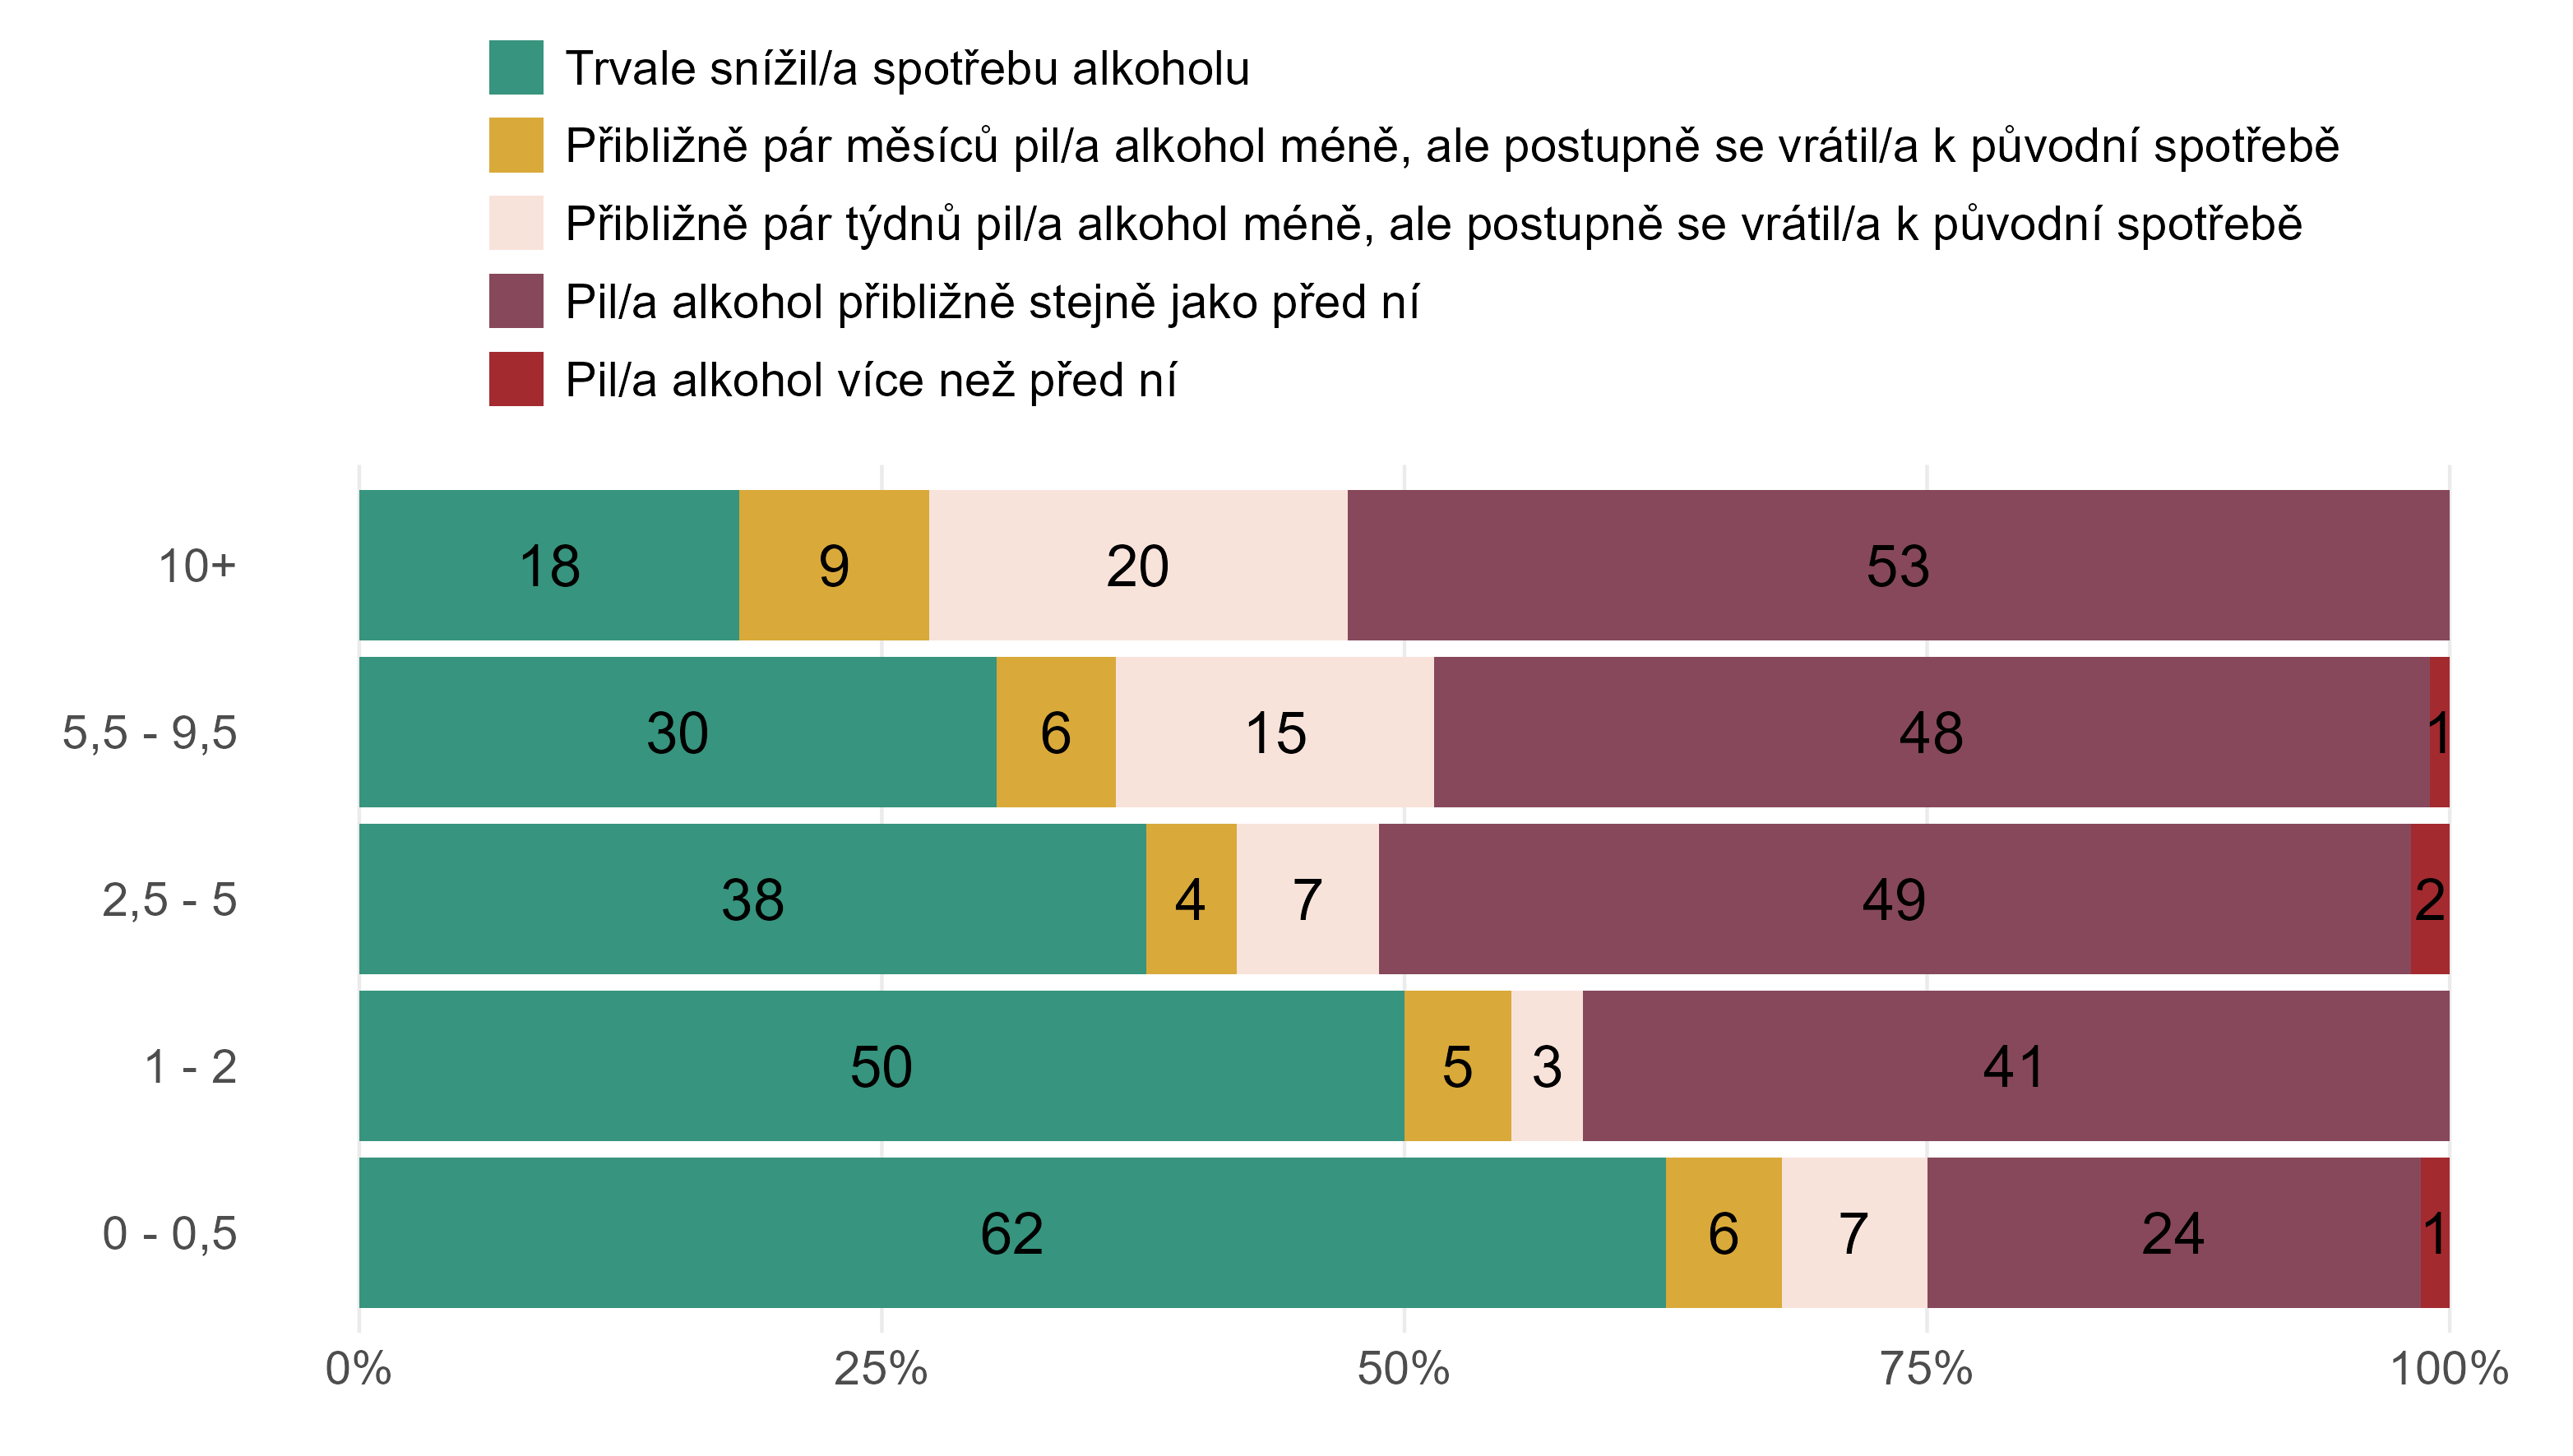 Trvale snížil/a spotřebu alkoholu
Přibližně pár měsíců pil/a alkohol méně, ale postupně se vrátil/a k původní spotřebě
Přibližně pár týdnů pil/a alkohol méně, ale postupně se vrátil/a k původní spotřebě
Pil/a alkohol přibližně stejně jako před ní
Pil/a alkohol více než před ní
10+ 18 9 20 53
5,5 - 9,5 30 6 15 48 1
2,5 - 5 38 4 7 49 2
1 - 2 50 5 3 41
0 - 0,5 62 6 7 24 1
0% 25% 50% 75% 100%